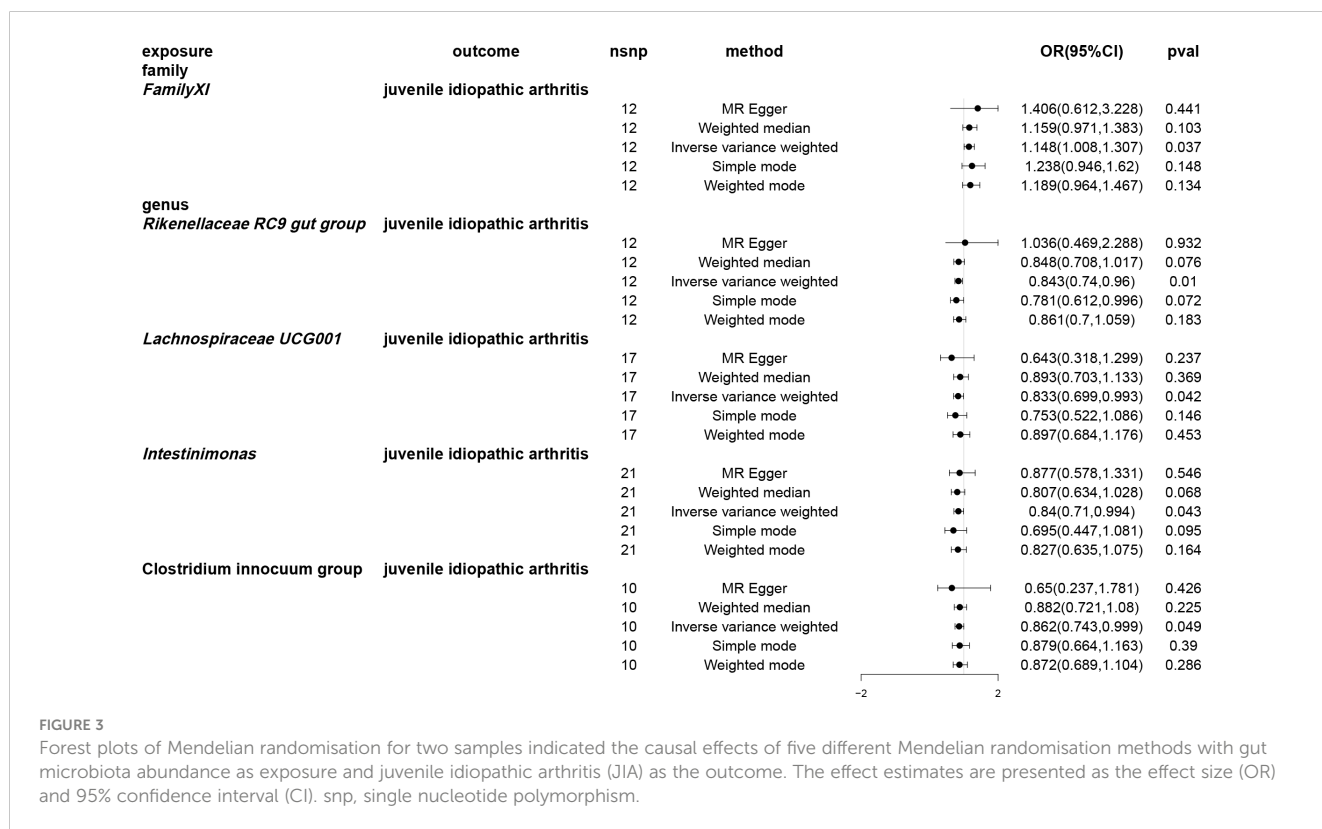 exposure outcome nsnp method OR(95%CI) pval
family
FamilyXI juvenile idiopathic arthritis
12 MR Egger 1.406(0.612,3.228) 0.441
12 Weighted median 1.159(0.971,1.383) 0.103
12 Inverse variance weighted 1.148(1.008,1.307) 0.037
12 Simple mode 1.238(0.946,1.62) 0.148
12 Weighted mode 1.189(0.964,1.467) 0.134
genus
Rikenellaceae RC9 gut group juvenile idiopathic arthritis
12 MR Egger 1.036(0.469,2.288) 0.932
12 Weighted median 0.848(0.708,1.017) 0.076
12 Inverse variance weighted 0.843(0.74,0.96) 0.01
12 Simple mode 0.781(0.612,0.996) 0.072
12 Weighted mode 0.861(0.7,1.059) 0.183
Lachnospiraceae UCG001 juvenile idiopathic arthritis
17 MR Egger 0.643(0.318,1.299) 0.237
17 Weighted median 0.893(0.703,1.133) 0.369
17 Inverse variance weighted 0.833(0.699,0.993) 0.042
17 Simple mode 0.753(0.522,1.086) 0.146
17 Weighted mode 0.897(0.684,1.176) 0.453
Intestinimonas juvenile idiopathic arthritis
21 MR Egger 0.877(0.578,1.331) 0.546
21 Weighted median 0.807(0.634,1.028) 0.068
21 Inverse variance weighted 0.84(0.71,0.994) 0.043
21 Simple mode 0.695(0.447,1.081) 0.095
21 Weighted mode 0.827(0.635,1.075) 0.164
Clostridium innocuum group juvenile idiopathic arthritis
10 MR Egger 0.65(0.237,1.781) 0.426
10 Weighted median 0.882(0.721,1.08) 0.225
10 Inverse variance weighted 0.862(0.743,0.999) 0.049
10 Simple mode 0.879(0.664,1.163) 0.39
10 Weighted mode 0.872(0.689,1.104) 0.286
−2 2
FIGURE 3
Forest plots of Mendelian randomisation for two samples indicated the causal effects of five different Mendelian randomisation methods with gut
microbiota abundance as exposure and juvenile idiopathic arthritis (JIA) as the outcome. The effect estimates are presented as the effect size (OR)
and 95% confidence interval (CI). snp, single nucleotide polymorphism.